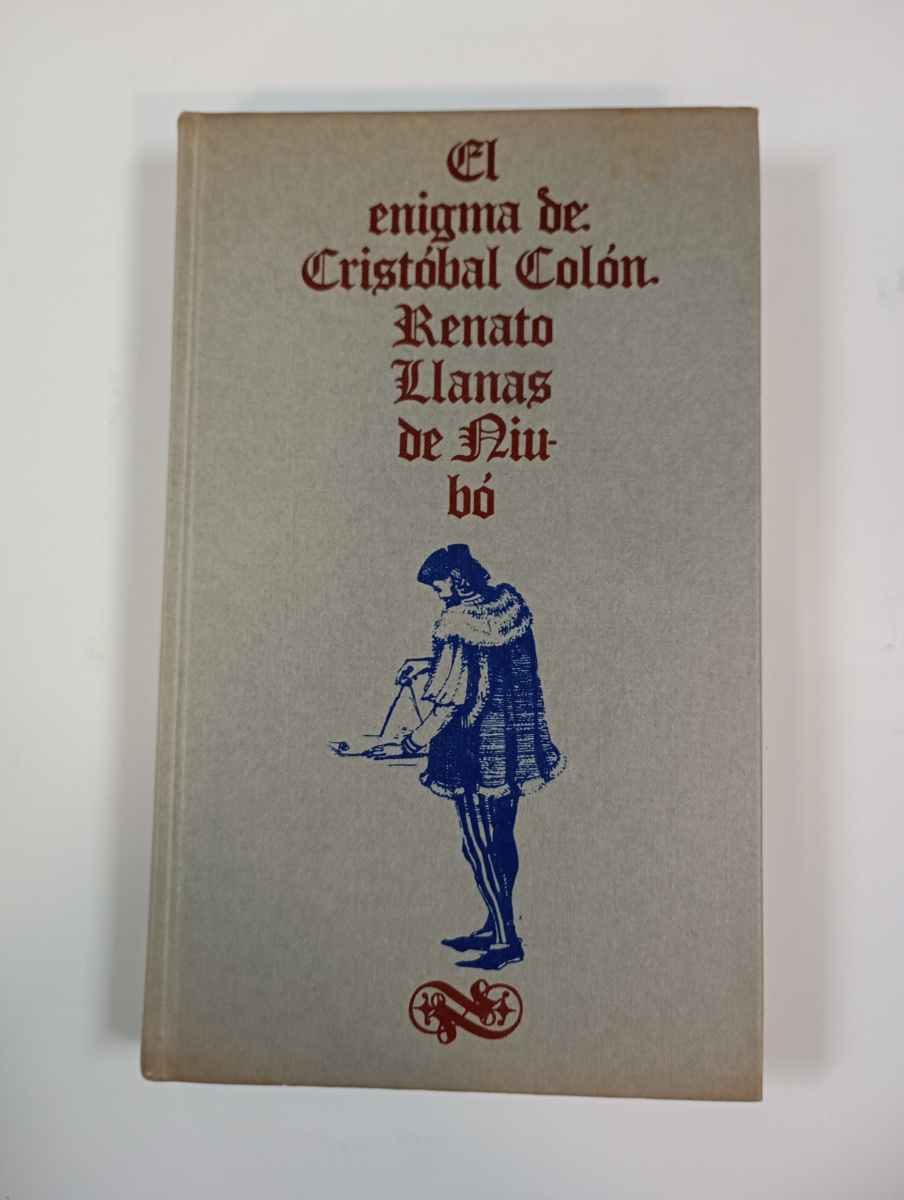 El
enigma de
Cristóbal Colón.
Renato
Llanas
de Niu-
bó